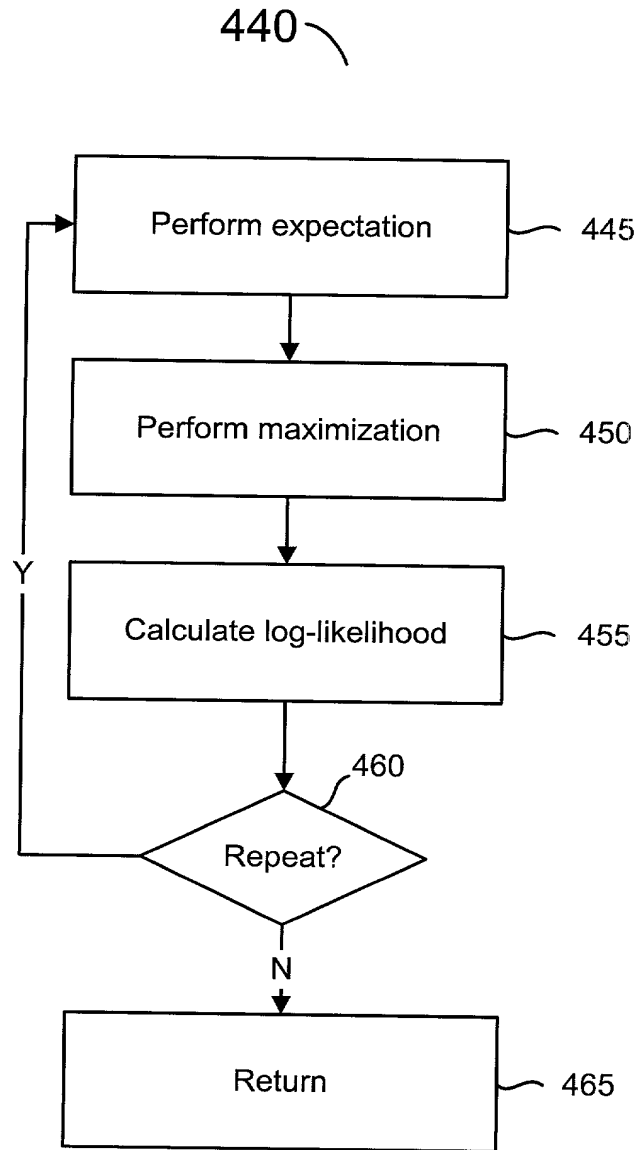 440
Perform expectation
445
Perform maximization
450
Calculate log-likelihood
455
460
Repeat?
Y
N
Return
465